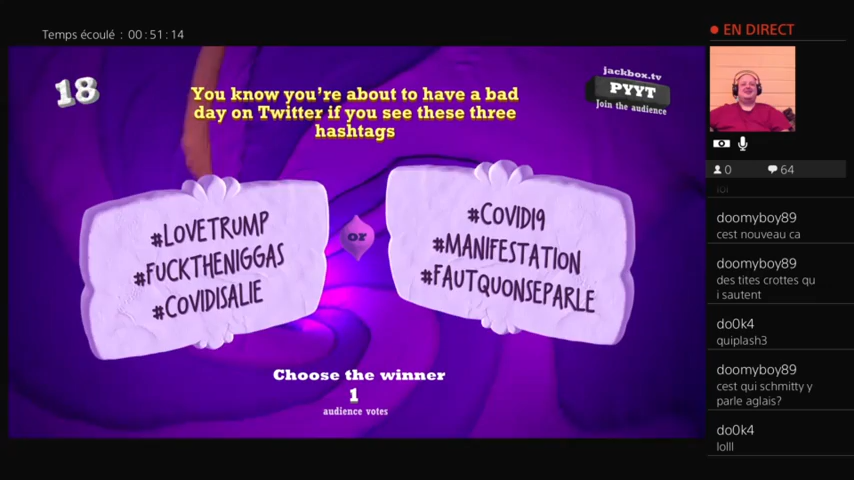 Temps écoulé : 00:51:14
EN DIRECT
18
You know you're about to have a bad
day on Twitter if you see these three
hashtags
jackbox.tv
PYYT
Join the audience
#LOVETRUMP
#FUCKTHENIGGAS
#COVIDISALIE
or
#COVID19
#MANIFESTATION
#FAUTQUONSEPARLE
Choose the winner
1
audience votes
0
64
lol
doomyboy89
cest nouveau ca
doomyboy89
des tites crottes qu
i sautent
do0k4
quiplash3
doomyboy89
cest qui schmitty y
parle aglais?
do0k4
lolll